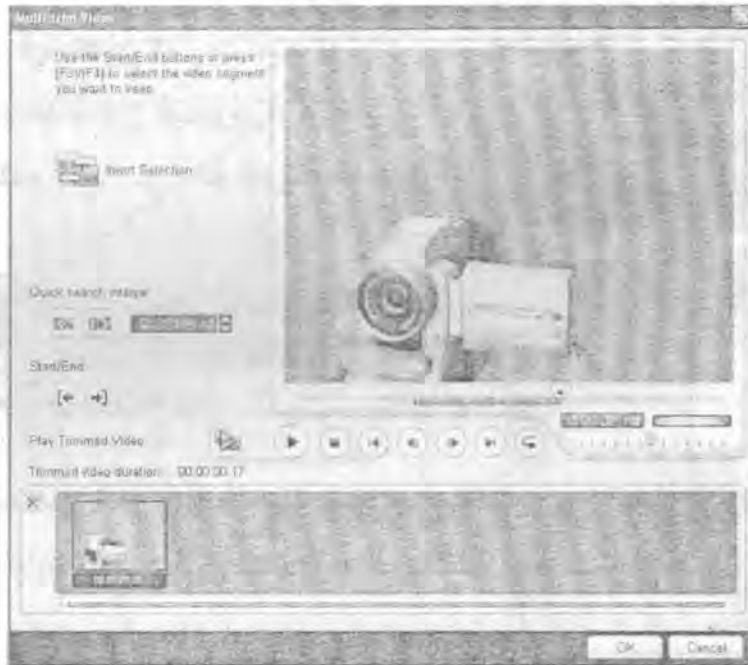 Multi-trim Video
Use the Start/End buttons or press
[F3]/[F4] to select the video segment
you want to keep.
Invert Selection
Quick search interval
Start/End
Play Trimmed Video
Trimmed video duration: 00:00:00:17
OK
Cancel